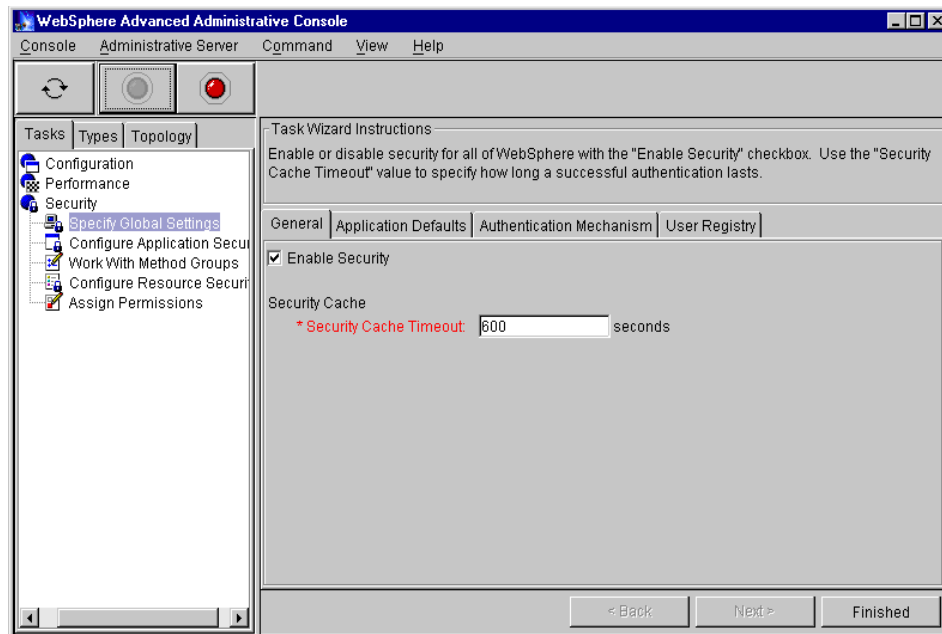 WebSphere Advanced Administrative Console
Console Administrative Server Command View Help
Tasks Types Topology
Configuration
Performance
Security
Specify Global Settings
Configure Application Secu
Work With Method Groups
Configure Resource Securit
Assign Permissions
Task Wizard Instructions
Enable or disable security for all of WebSphere with the "Enable Security" checkbox. Use the "Security
Cache Timeout" value to specify how long a successful authentication lasts.
General Application Defaults Authentication Mechanism User Registry
Enable Security
Security Cache
* Security Cache Timeout: 600 seconds
< Back Next > Finished